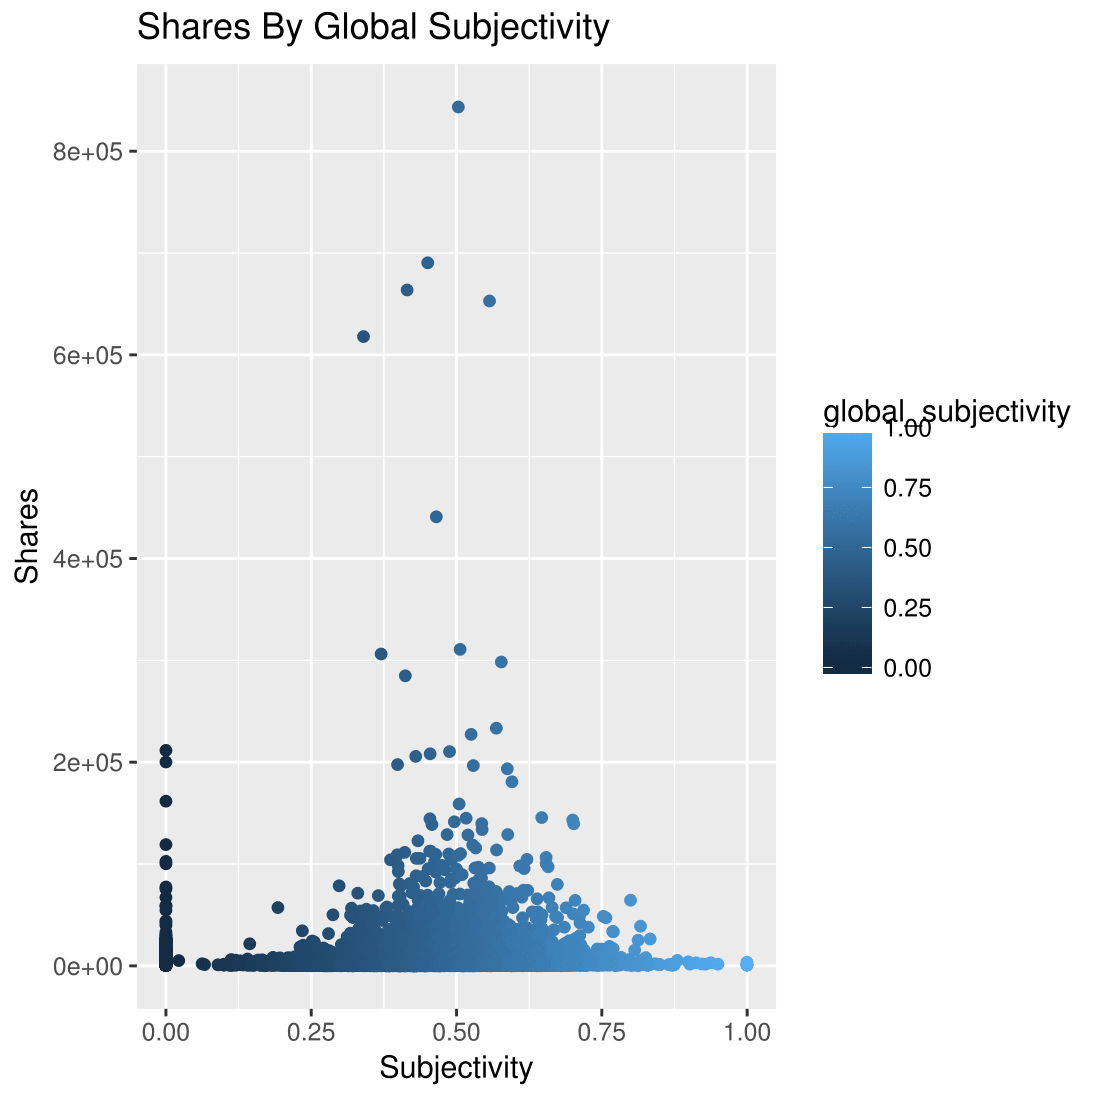 Shares By Global Subjectivity
8e+05
6e+05
4e+05
2e+05
0e+00
Shares
0.00 0.25 0.50 0.75 1.00
Subjectivity
global_subjectivity
1.00
0.75
0.50
0.25
0.00